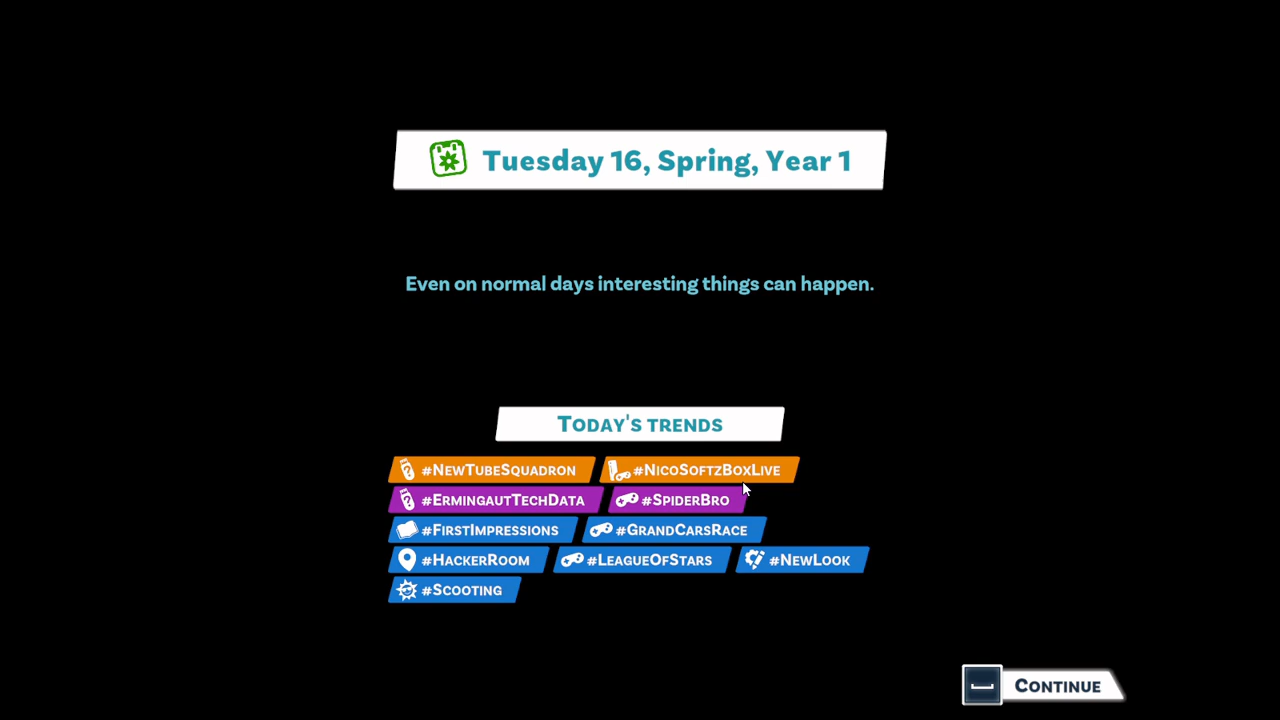 Tuesday 16, Spring, Year 1
Even on normal days interesting things can happen.
Today's trends
#NewTubeSquadron #NicoSoftzBoxLive
#ErmingautTechData #SpiderBro
#FirstImpressions #GrandCarsRace
#HackerRoom #LeagueOfStars #NewLook
#Scooting
Continue